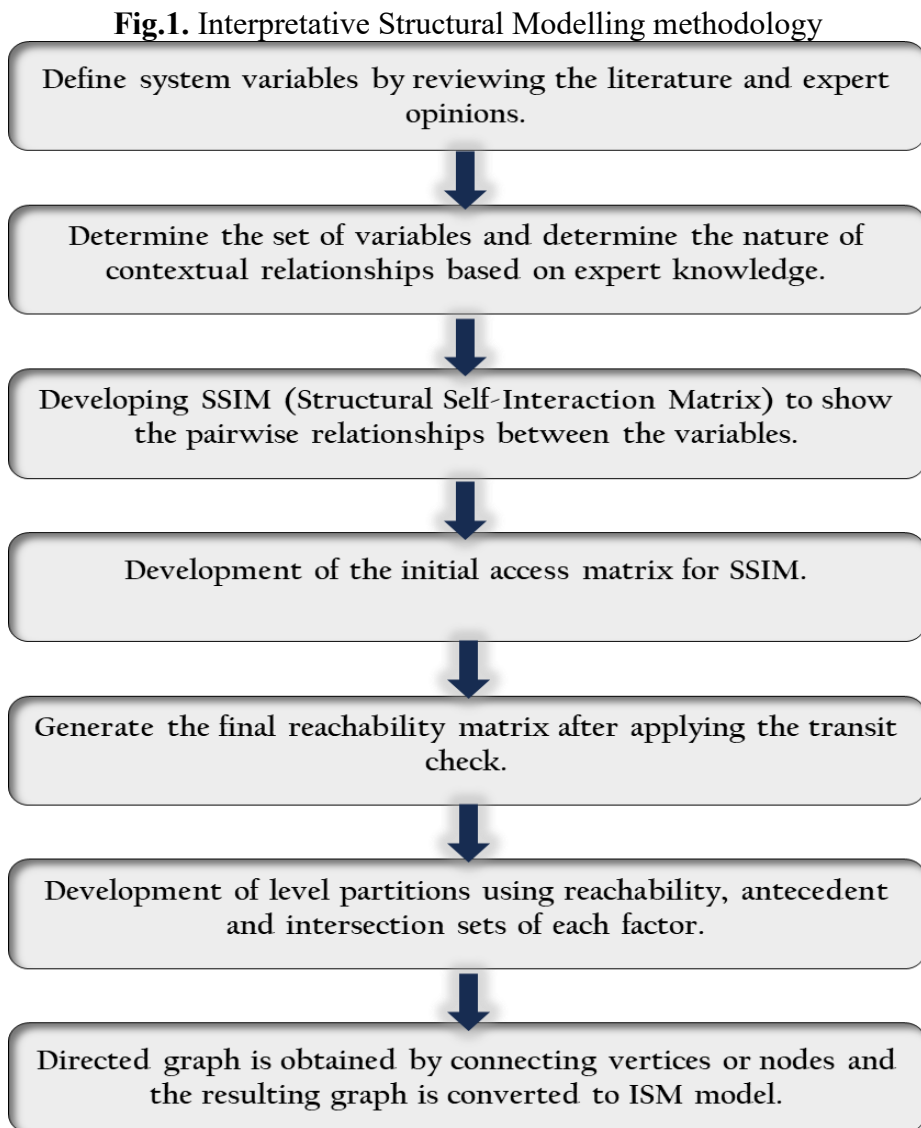 Fig.1. Interpretative Structural Modelling methodology
Define system variables by reviewing the literature and expert
opinions.
Determine the set of variables and determine the nature of
contextual relationships based on expert knowledge.
Developing SSIM (Structural Self-Interaction Matrix) to show
the pairwise relationships between the variables.
Development of the initial access matrix for SSIM.
Generate the final reachability matrix after applying the transit
check.
Development of level partitions using reachability, antecedent
and intersection sets of each factor.
Directed graph is obtained by connecting vertices or nodes and
the resulting graph is converted to ISM model.